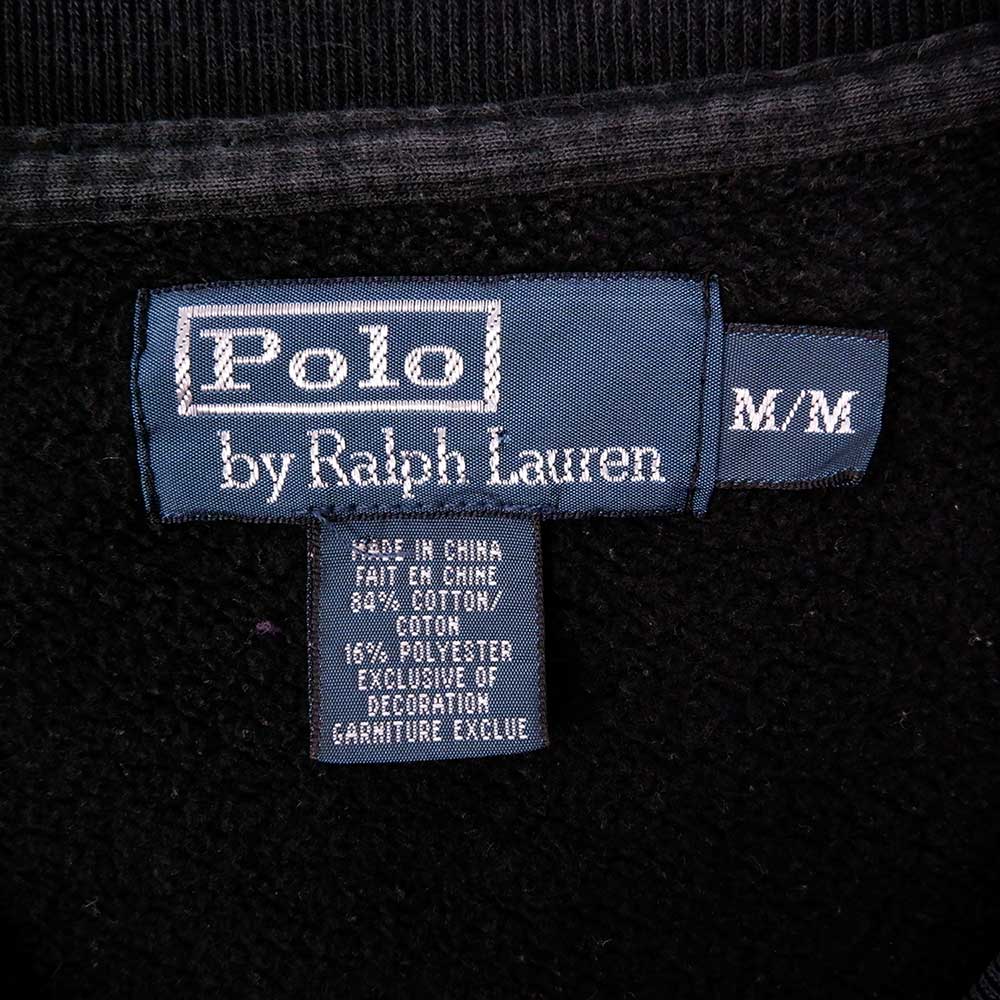 Polo
by Ralph Lauren
M/M
MADE IN CHINA
FAIT EN CHINE
84% COTTON/
COTON
16% POLYESTER
EXCLUSIVE OF
DECORATION
GARNITURE EXCLUE